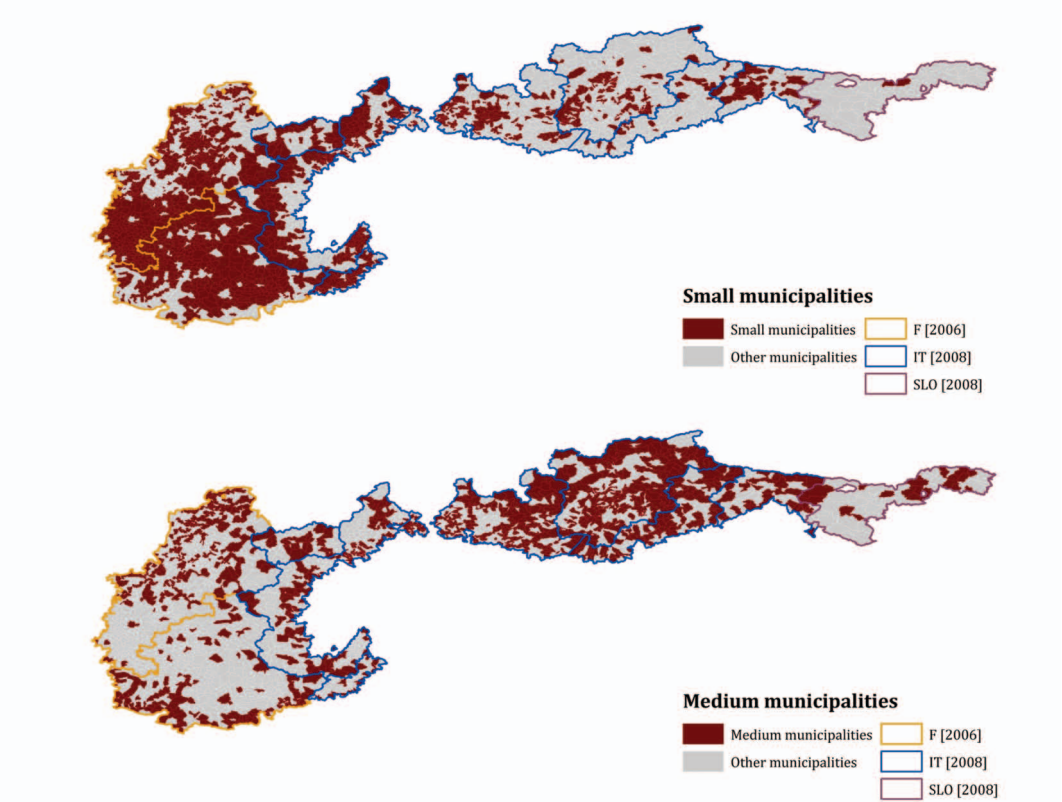 Small municipalities
Small municipalities
F [2006]
Other municipalities
IT [2008]
SLO [2008]
Medium municipalities
Medium municipalities
F [2006]
Other municipalities
IT [2008]
SLO [2008]